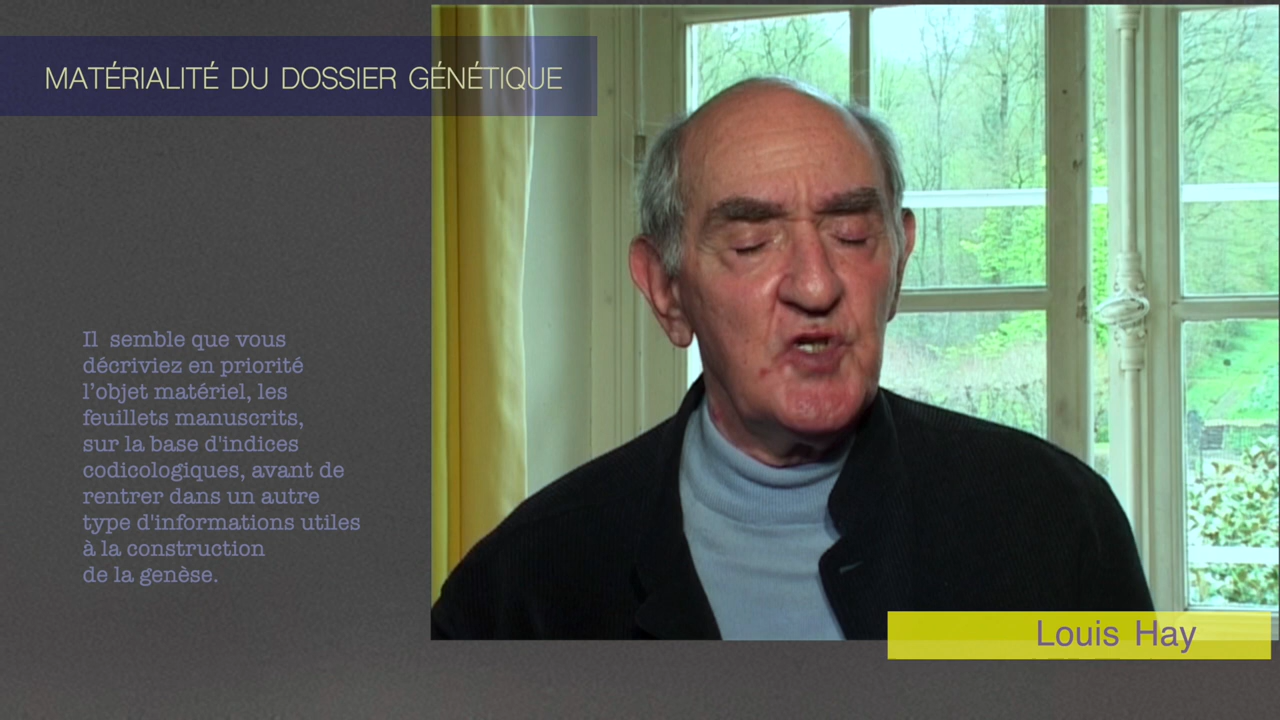 MATÉRIALITÉ DU DOSSIER GÉNÉTIQUE
Il semble que vous
décriviez en priorité
l’objet matériel, les
feuillets manuscrits,
sur la base d'indices
codicologiques, avant de
rentrer dans un autre
type d'informations utiles
à la construction
de la genèse.
Louis Hay